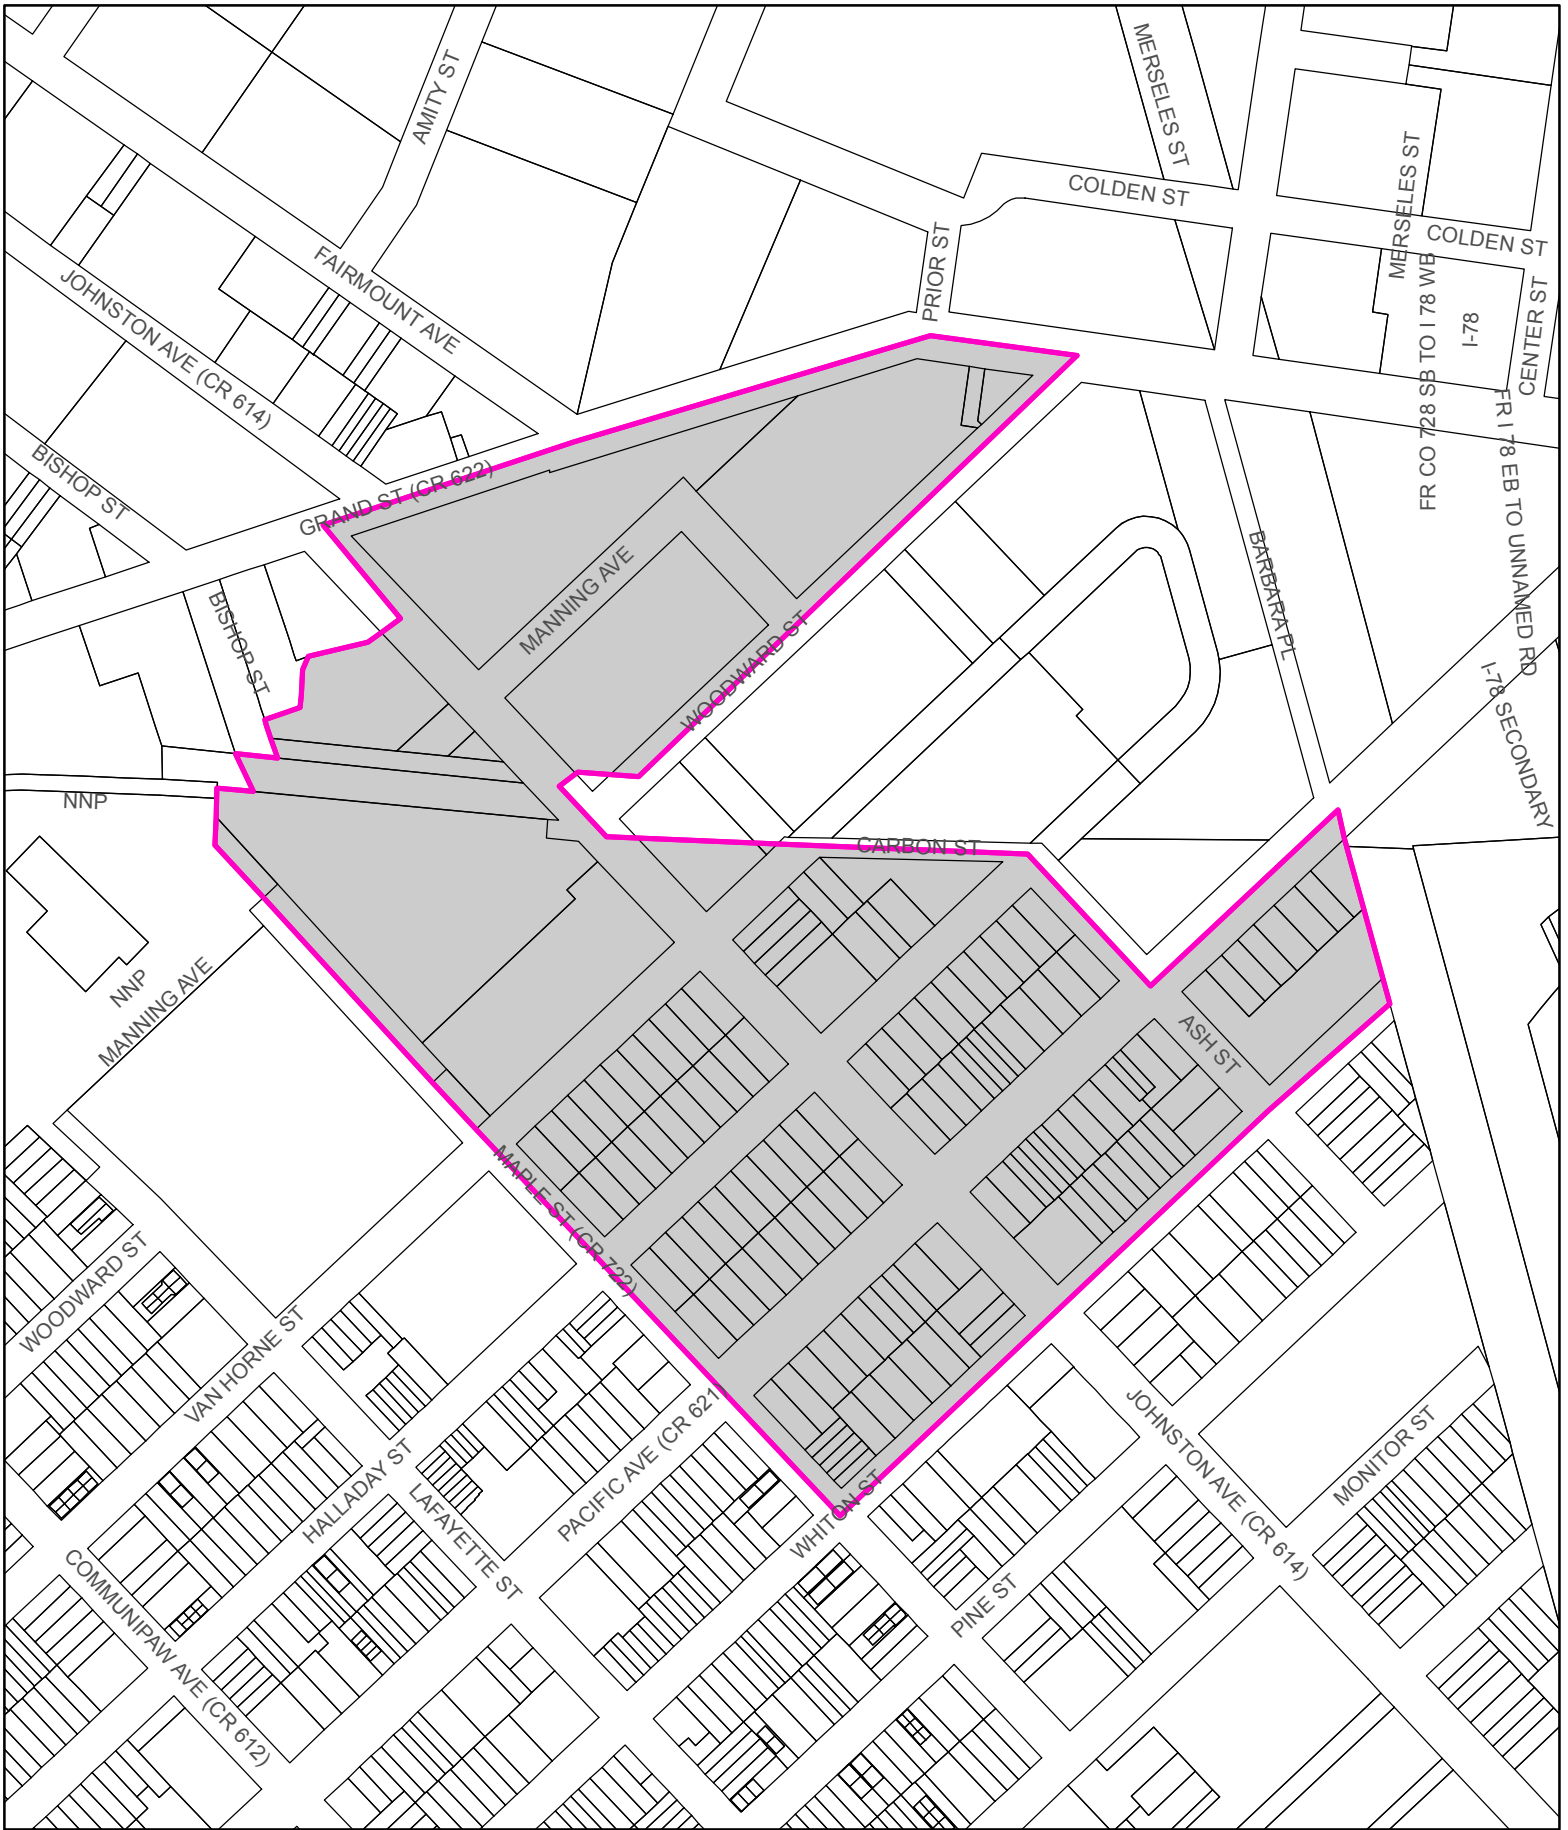 AMITY ST
MERSELES ST
COLDEN ST
MERSELES ST
COLDEN ST
PRIOR ST
FAIRMOUNT AVE
JOHNSTON AVE (CR 614)
FR CO 728 SB TO I 78 WB
I-78
CENTER ST
BISHOP ST
GRAND ST (CR 622)
FR I 78 EB TO UNNAMED RD
MANNING AVE
BARBARA PL
BISHOP ST
WOODWARD ST
I-78 SECONDARY
NNP
CARBON ST
NNP
MANNING AVE
ASH ST
MAPLE ST (CR 722)
WOODWARD ST
VAN HORNE ST
PACIFIC AVE (CR 621)
JOHNSTON AVE (CR 614)
MONITOR ST
HALLADAY ST
LAFAYETTE ST
WHITON ST
COMMUNIPAW AVE (CR 612)
PINE ST